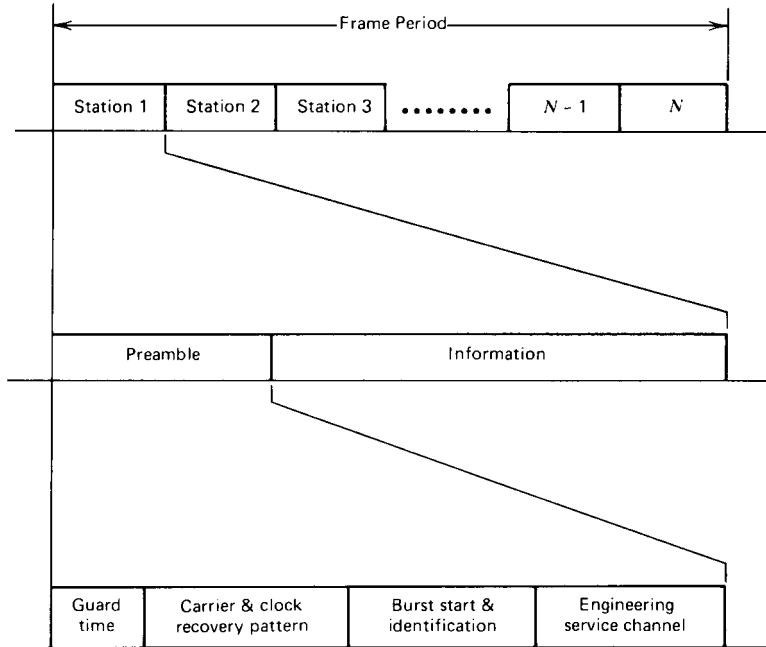 Frame Period
Station 1 Station 2 Station 3 ........ N - 1 N
Preamble Information
Guard time Carrier & clock recovery pattern Burst start & identification Engineering service channel